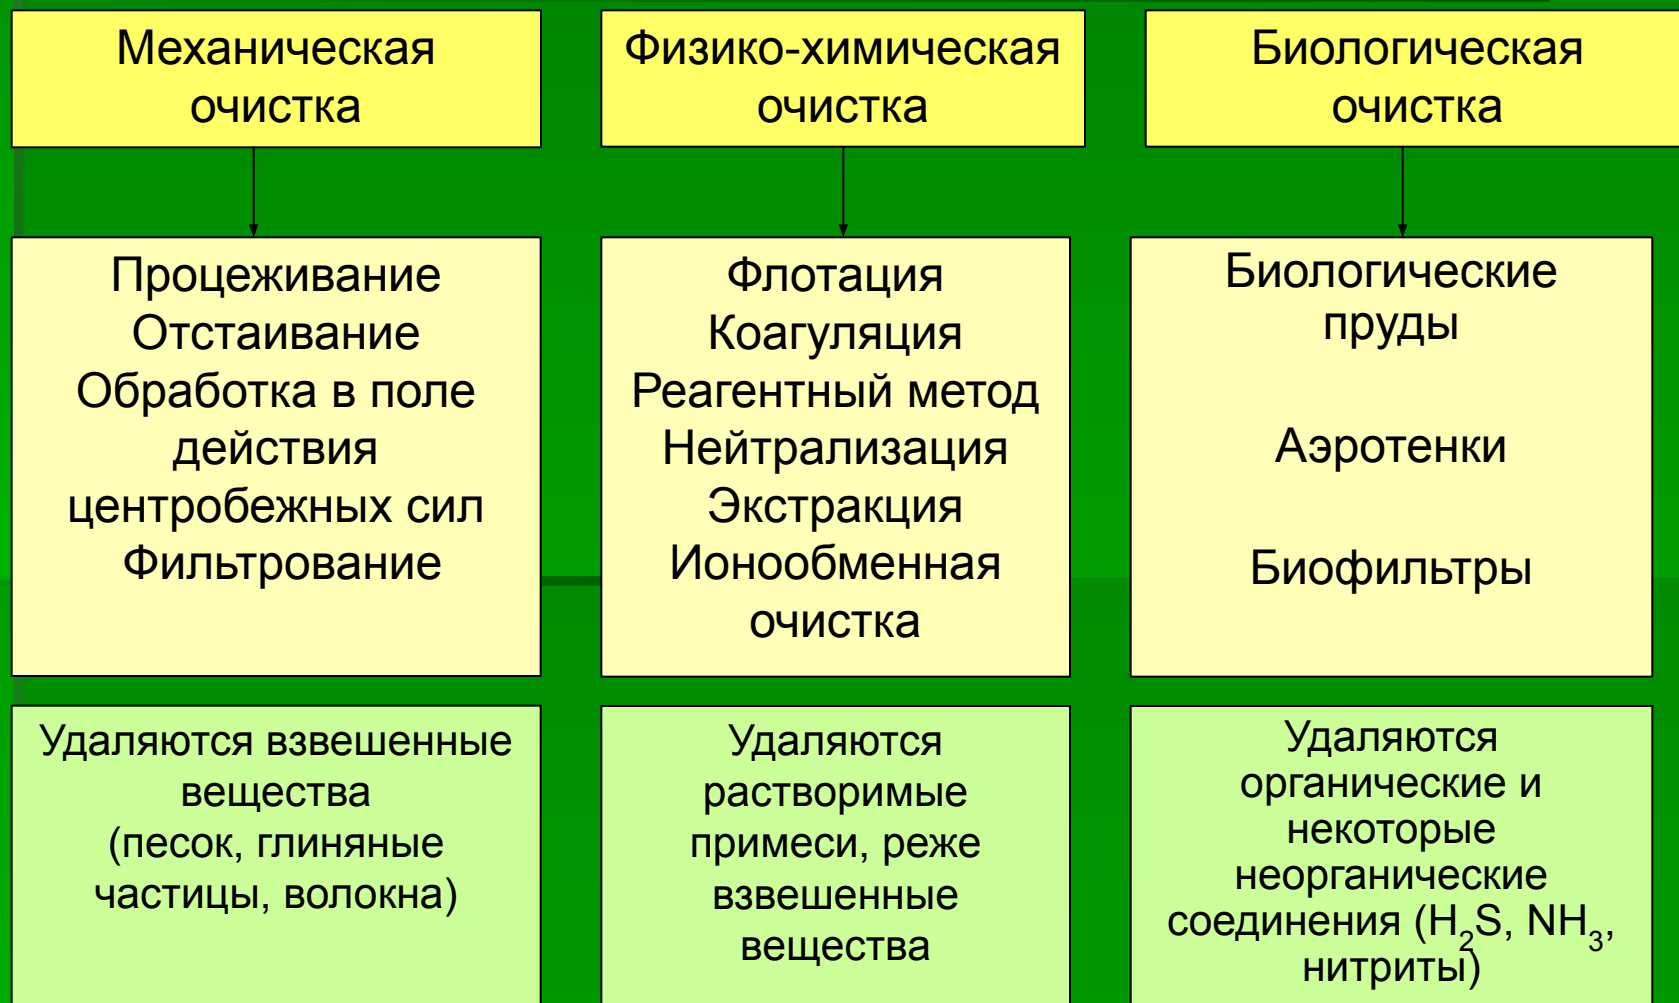 Механическая
очистка
Физико-химическая
очистка
Биологическая
очистка
Процеживание
Отстаивание
Обработка в поле
действия
центробежных сил
Фильтрование
Флотация
Коагуляция
Реагентный метод
Нейтрализация
Экстракция
Ионообменная
очистка
Биологические
пруды
Аэротенки
Биофильтры
Удаляются взвешенные
вещества
(песок, глиняные
частицы, волокна)
Удаляются
растворимые
примеси, реже
взвешенные
вещества
Удаляются
органические и
некоторые
неорганические
соединения (H₂S, NH₃,
нитриты)